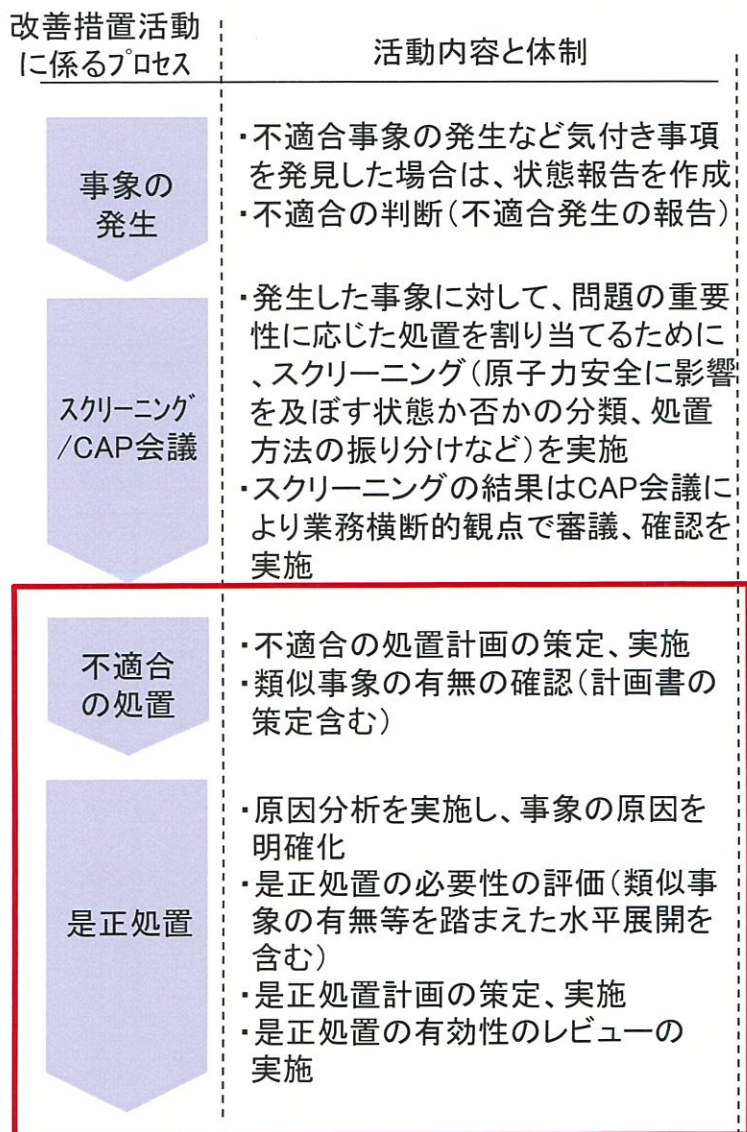 改善措置活動
に係るプロセス
活動内容と体制
事象の
発生
・不適合事象の発生など気付き事項
を発見した場合は、状態報告を作成
・不適合の判断(不適合発生の報告)
スクリーニング
/CAP会議
・発生した事象に対して、問題の重要
性に応じた処置を割り当てるために
、スクリーニング(原子力安全に影響
を及ぼす状態か否かの分類、処置
方法の振り分けなど)を実施
・スクリーニングの結果はCAP会議に
より業務横断的観点で審議、確認を
実施
不適合
の処置
・不適合の処置計画の策定、実施
・類似事象の有無の確認(計画書の
策定含む)
是正処置
・原因分析を実施し、事象の原因を
明確化
・是正処置の必要性の評価(類似事
象の有無等を踏まえた水平展開を
含む)
・是正処置計画の策定、実施
・是正処置の有効性のレビューの
実施